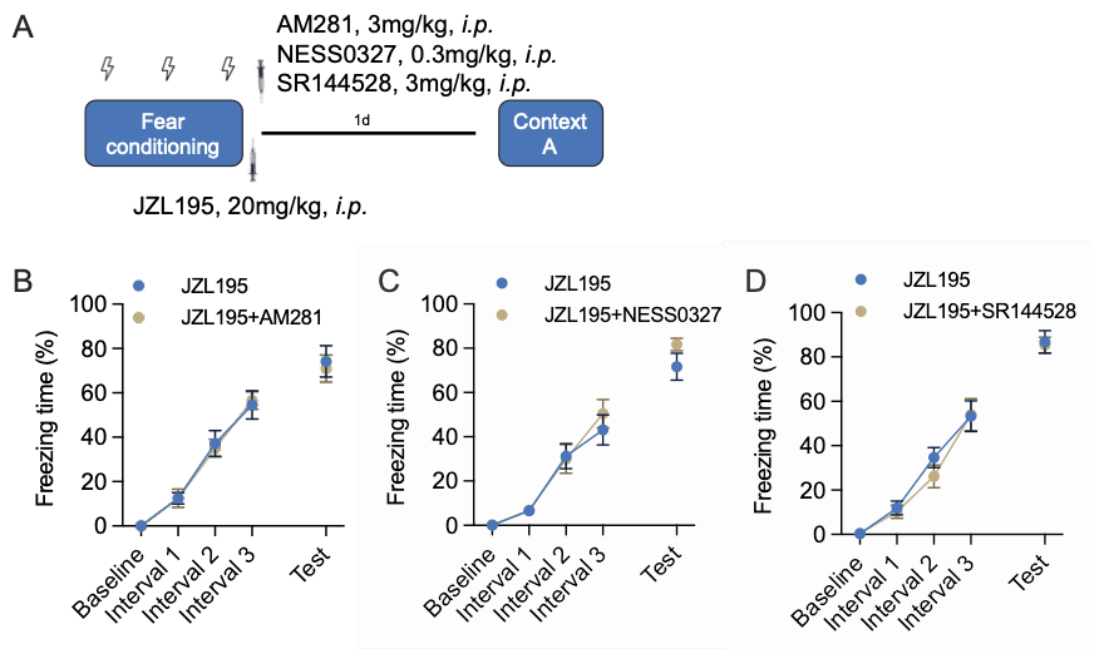 A
AM281, 3mg/kg, i.p.
NESS0327, 0.3mg/kg, i.p.
SR144528, 3mg/kg, i.p.
Fear
conditioning
1d
Context
A
JZL195, 20mg/kg, i.p.
B
JZL195
JZL195+AM281
Freezing time (%)
100
80
60
40
20
0
Baseline
Interval 1
Interval 2
Interval 3
Test
C
JZL195
JZL195+NESS0327
Freezing time (%)
100
80
60
40
20
0
Baseline
Interval 1
Interval 2
Interval 3
Test
D
JZL195
JZL195+SR144528
Freezing time (%)
100
80
60
40
20
0
Baseline
Interval 1
Interval 2
Interval 3
Test